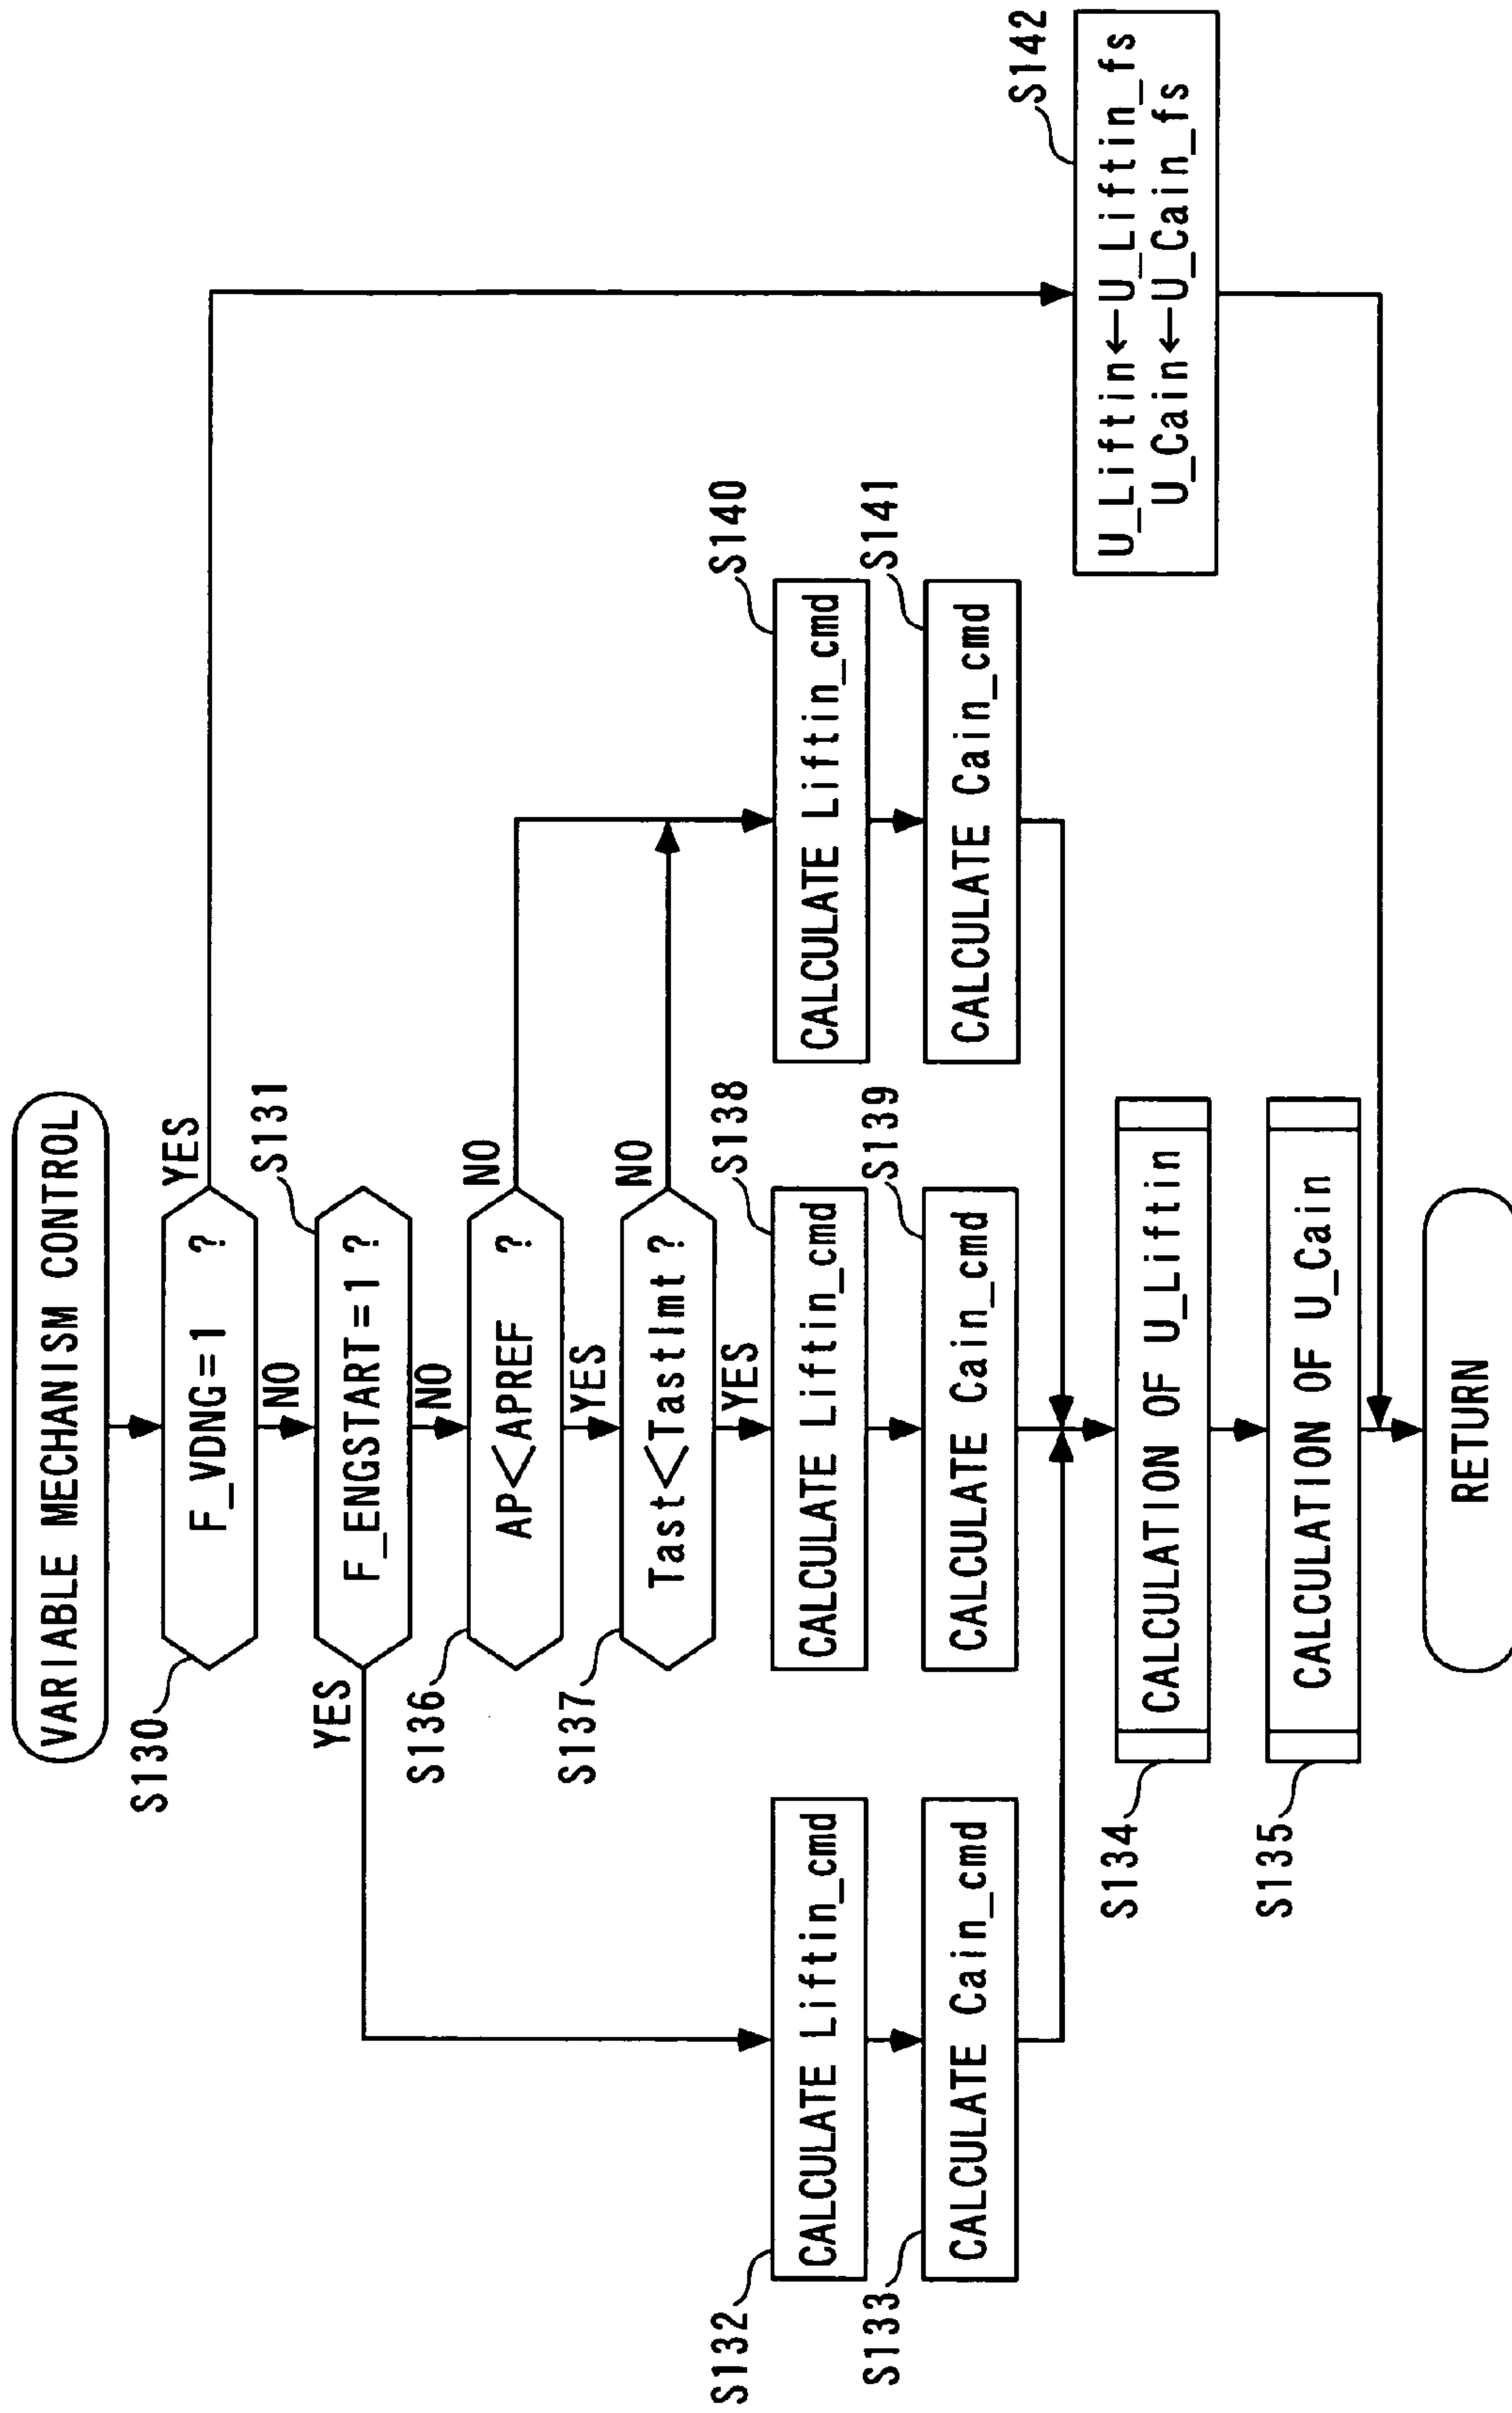 VARIABLE MECHANISM CONTROL
S130
F_VDNG=1 ?
YES
NO
S131
F_ENGSTART=1 ?
YES
NO
S136
AP<APREF ?
NO
YES
S137
Tast<Tastlmt ?
NO
YES
S132
CALCULATE Liftin_cmd
S138
CALCULATE Liftin_cmd
S140
CALCULATE Liftin_cmd
S133
CALCULATE Cain_cmd
S139
CALCULATE Cain_cmd
S141
CALCULATE Cain_cmd
S142
U_Liftin←U_Liftin_fs
U_Cain←U_Cain_fs
S134
CALCULATION OF U_Liftin
S135
CALCULATION OF U_Cain
RETURN